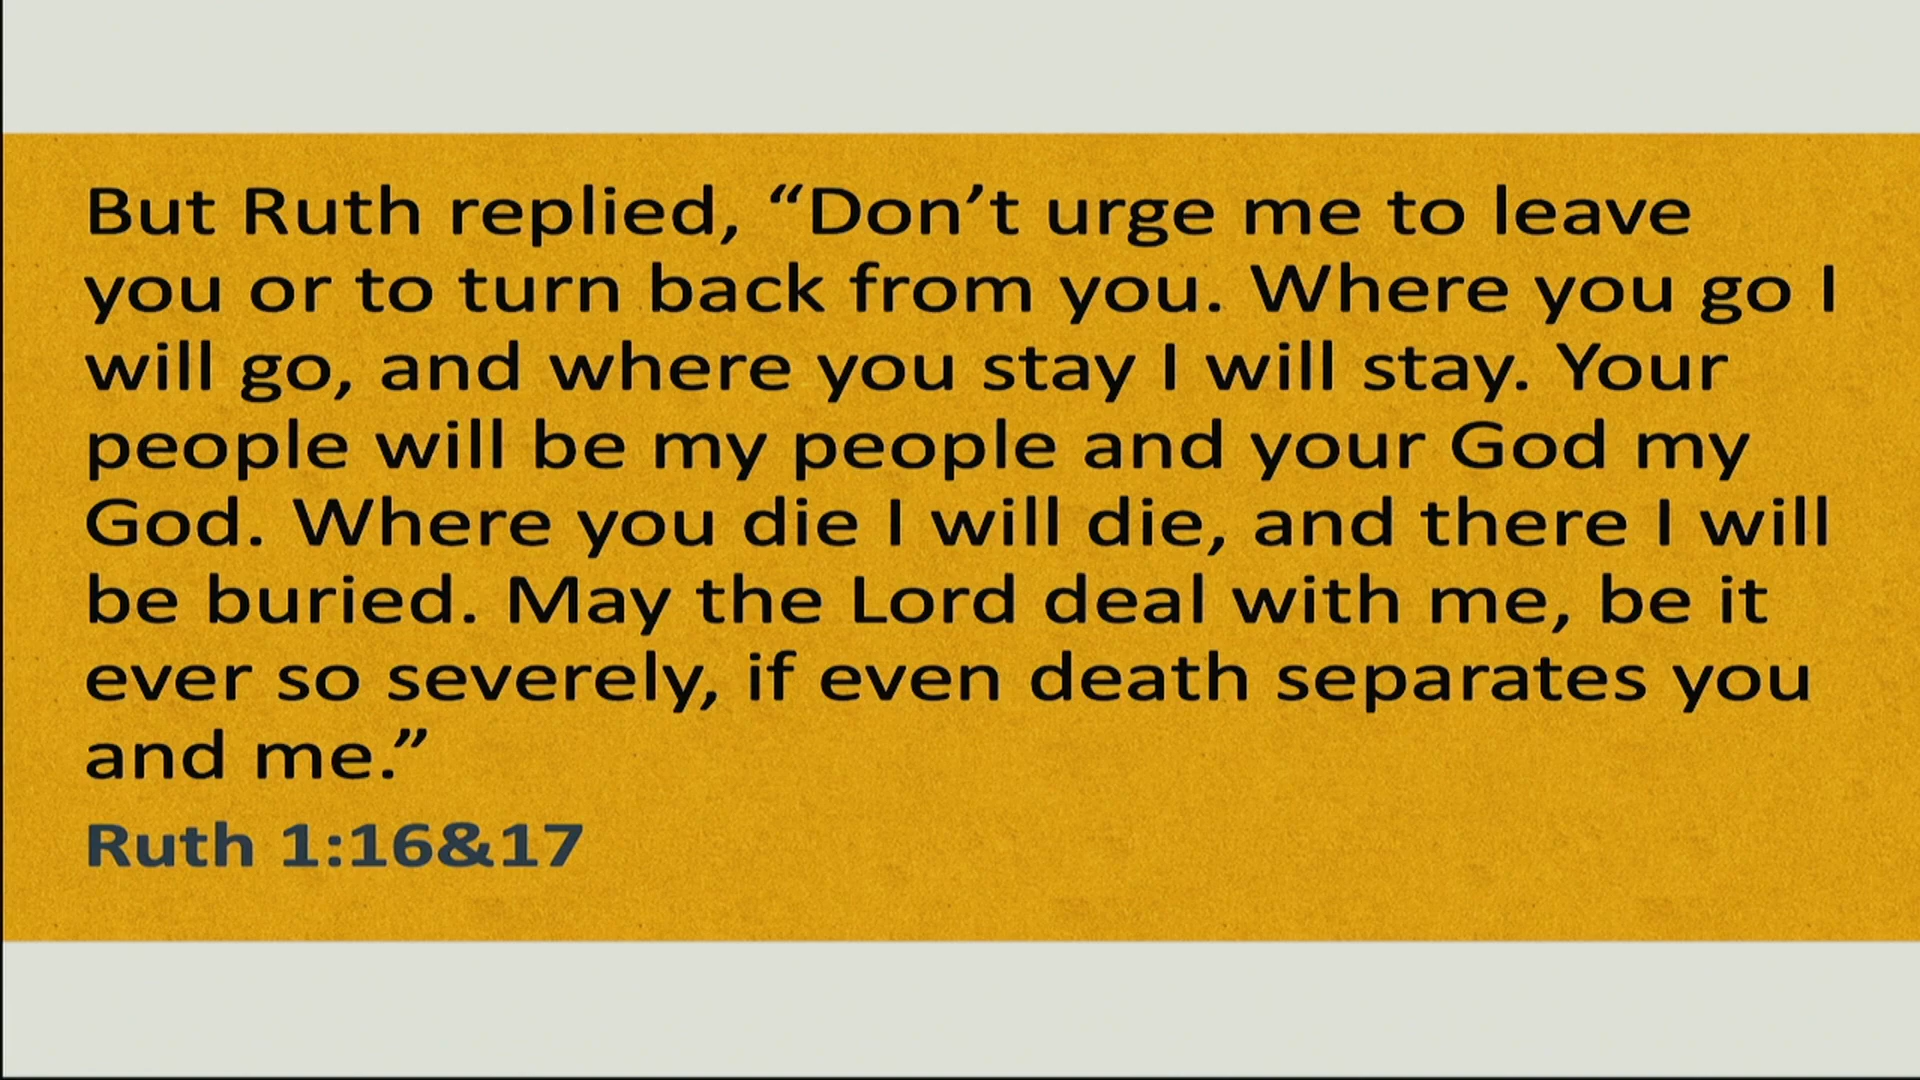 But Ruth replied, “Don’t urge me to leave
you or to turn back from you. Where you go I
will go, and where you stay I will stay. Your
people will be my people and your God my
God. Where you die I will die, and there I will
be buried. May the Lord deal with me, be it
ever so severely, if even death separates you
and me.”
Ruth 1:16&17